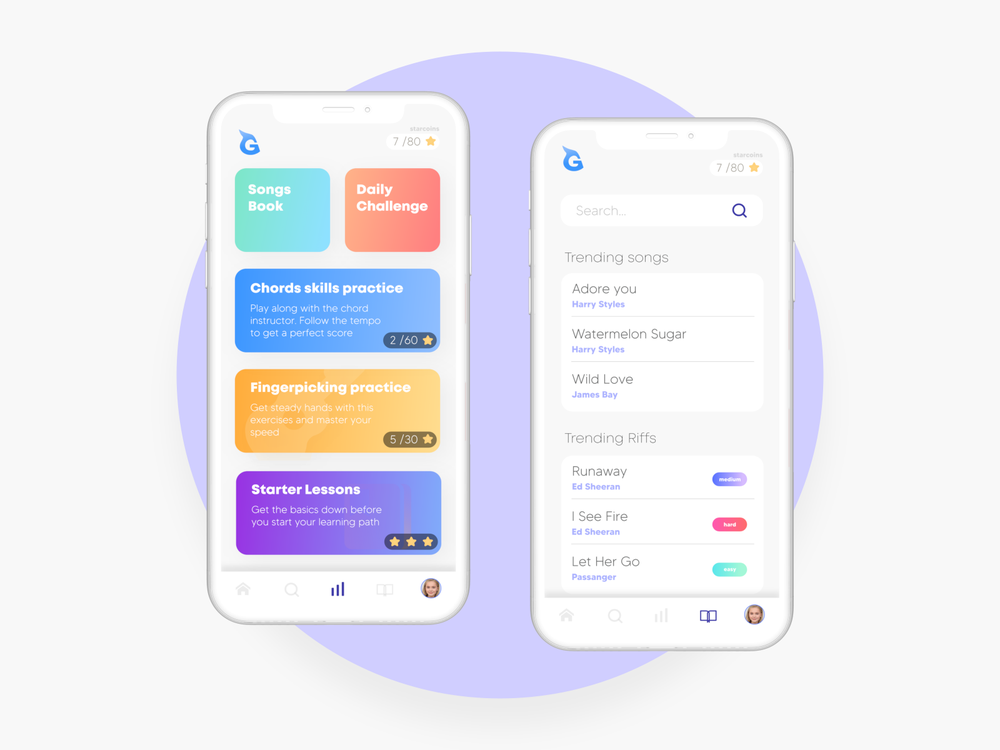 G
starcoins
7 /80
Songs
Book
Daily
Challenge
Chords skills practice
Play along with the chord
instructor. Follow the tempo
to get a perfect score
2 /60
Fingerpicking practice
Get steady hands with this
exercises and master your
speed
5 /30
Starter Lessons
Get the basics down before
you start your learning path
G
starcoins
7 /80
Search...
Trending songs
Adore you
Harry Styles
Watermelon Sugar
Harry Styles
Wild Love
James Bay
Trending Riffs
Runaway
Ed Sheeran
medium
I See Fire
Ed Sheeran
hard
Let Her Go
Passanger
easy